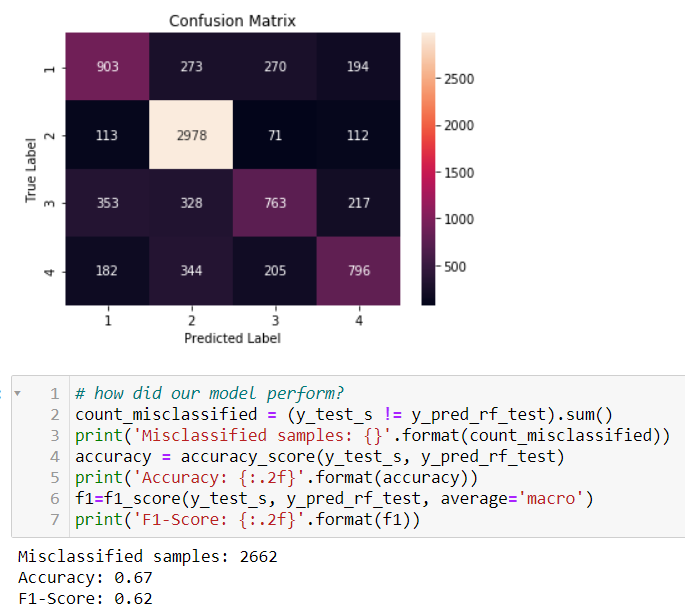 Confusion Matrix
903 273 270 194
113 2978 71 112
353 328 763 217
182 344 205 796
1
2
3
4
True Label
1 2 3 4
Predicted Label
2500
2000
1500
1000
500
1 # how did our model perform?
2 count_misclassified = (y_test_s != y_pred_rf_test).sum()
3 print('Misclassified samples: {}'.format(count_misclassified))
4 accuracy = accuracy_score(y_test_s, y_pred_rf_test)
5 print('Accuracy: {:.2f}'.format(accuracy))
6 f1=f1_score(y_test_s, y_pred_rf_test, average='macro')
7 print('F1-Score: {:.2f}'.format(f1))
Misclassified samples: 2662
Accuracy: 0.67
F1-Score: 0.62